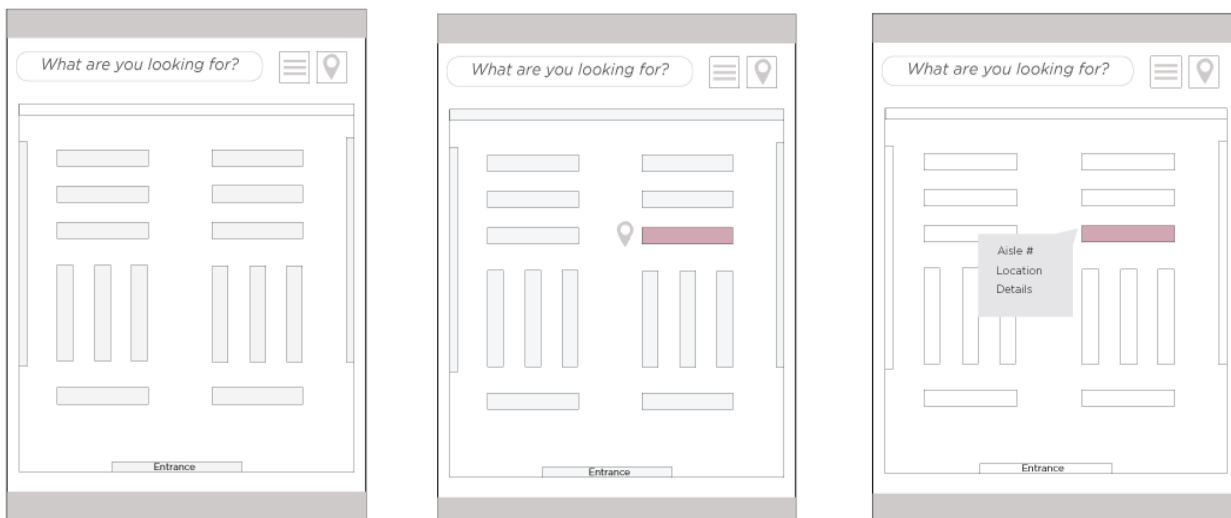 What are you looking for?
Entrance
What are you looking for?
Entrance
What are you looking for?
Aisle #
Location
Details
Entrance